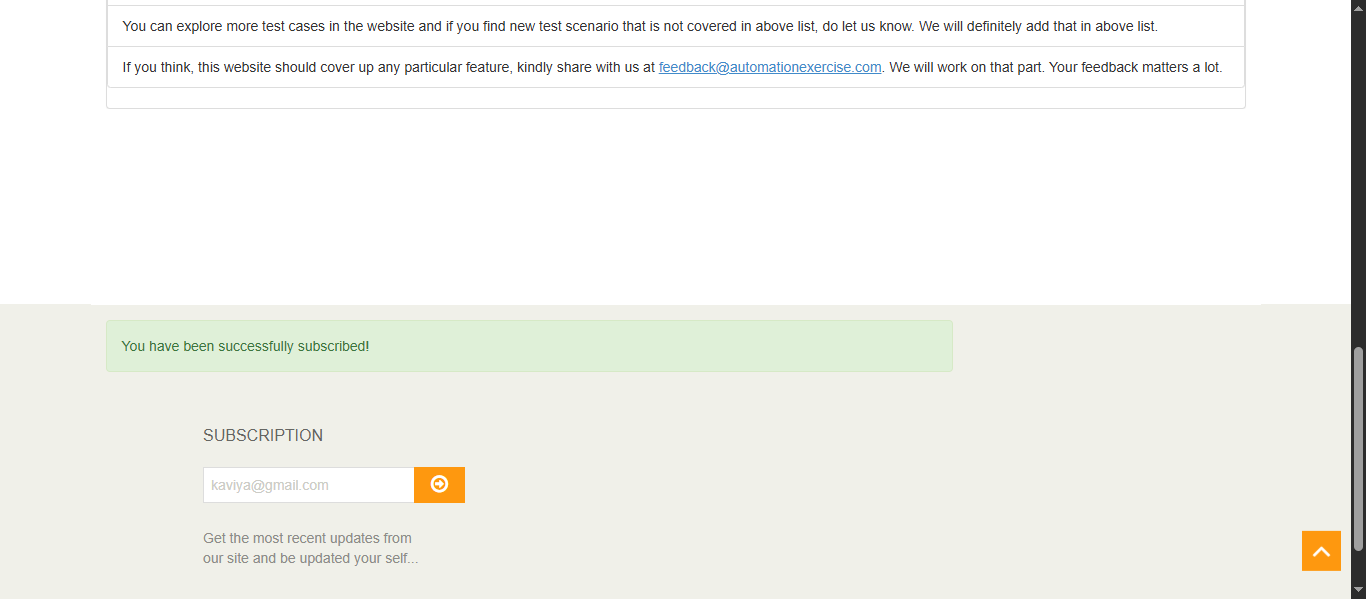 You can explore more test cases in the website and if you find new test scenario that is not covered in above list, do let us know. We will definitely add that in above list.
If you think, this website should cover up any particular feature, kindly share with us at feedback@automationexercise.com. We will work on that part. Your feedback matters a lot.
You have been successfully subscribed!
SUBSCRIPTION
kaviya@gmail.com
Get the most recent updates from
our site and be updated your self...